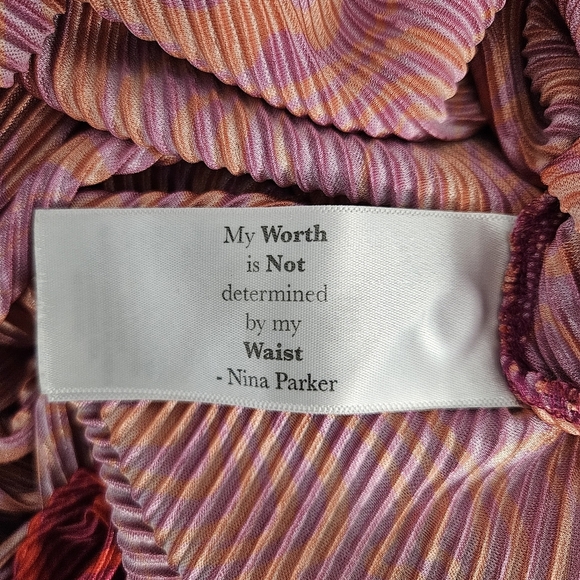 My Worth
is Not
determined
by my
Waist
- Nina Parker